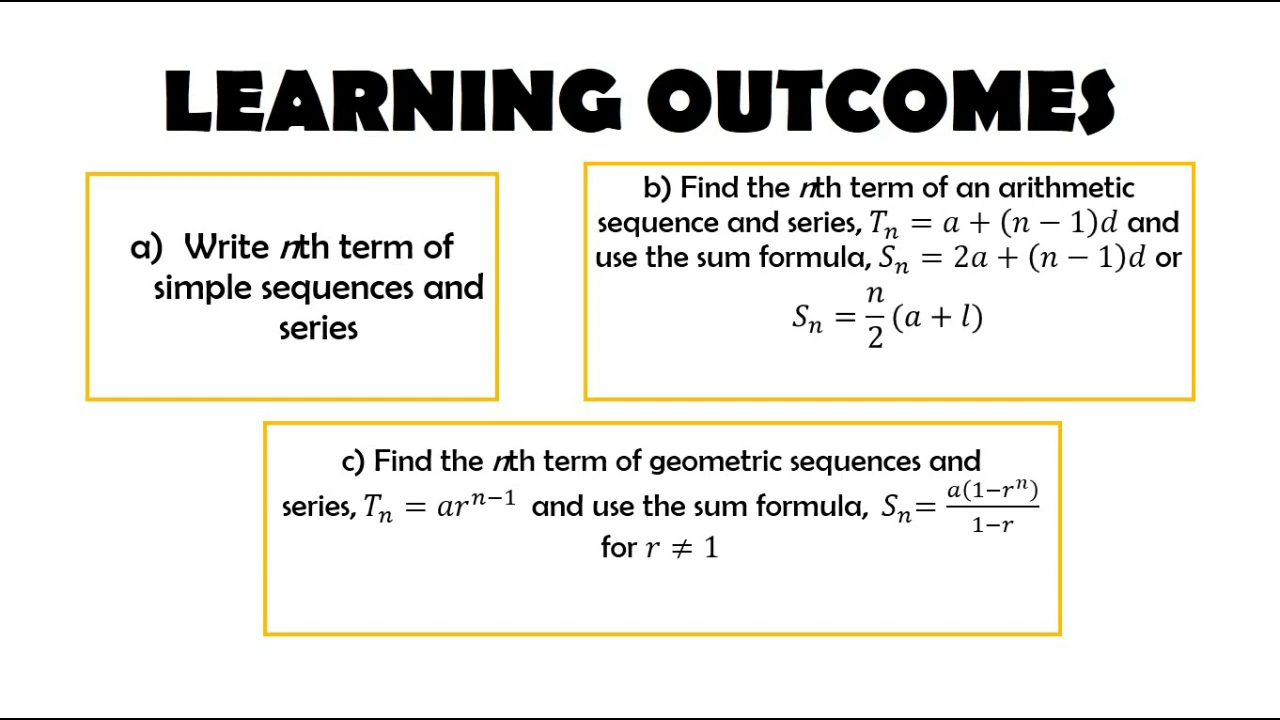 LEARNING OUTCOMES
a) Write nth term of
simple sequences and
series
b) Find the nth term of an arithmetic
sequence and series, Tₙ = a + (n − 1)d and
use the sum formula, Sₙ = 2a + (n − 1)d or
Sₙ = n/2 (a + l)
c) Find the nth term of geometric sequences and
series, Tₙ = arⁿ⁻¹ and use the sum formula, Sₙ= a(1−rⁿ)/1−r
for r ≠ 1